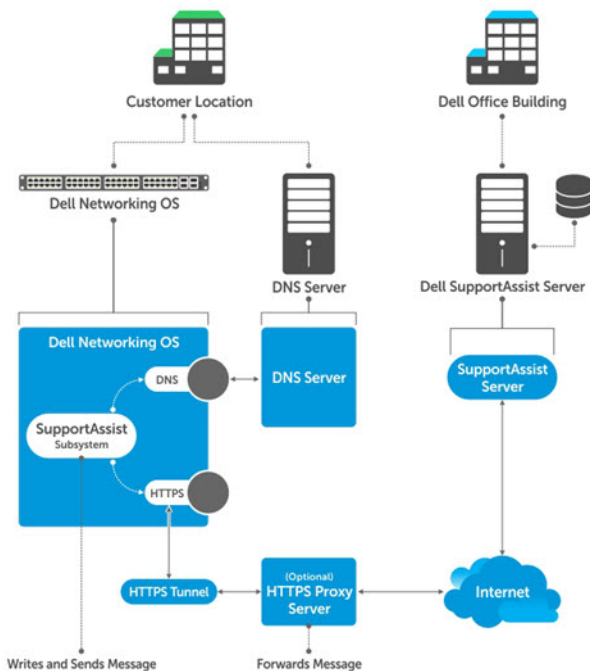 Customer Location
Dell Office Building
Dell Networking OS
DNS Server
Dell SupportAssist Server
Dell Networking OS
DNS
DNS Server
SupportAssist
Server
SupportAssist
Subsystem
HTTPS
HTTPS Tunnel
(Optional)
HTTPS Proxy
Server
Internet
Writes and Sends Message
Forwards Message